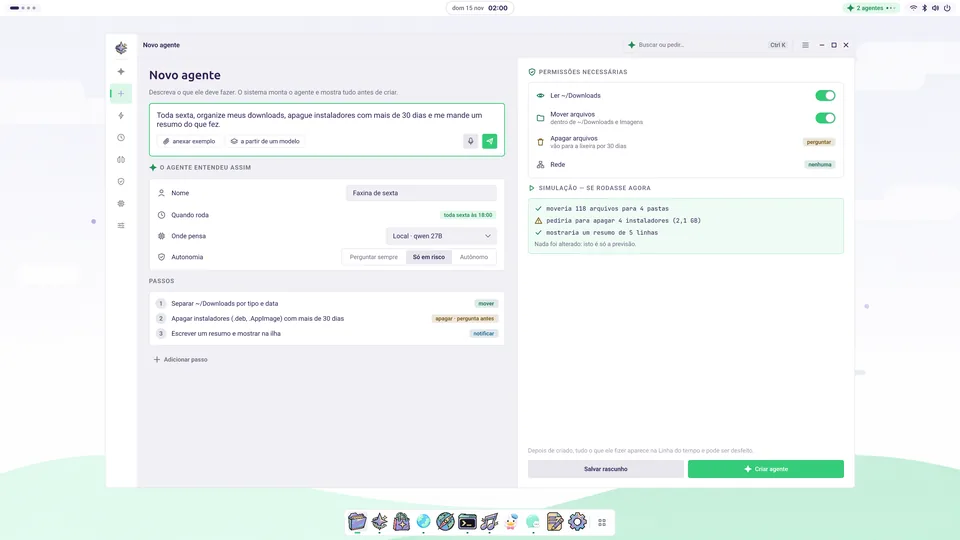 dom 15 nov 02:00
2 agentes
Novo agente
Buscar ou pedir...
Ctrl K
Novo agente
Descreva o que ele deve fazer. O sistema monta o agente e mostra tudo antes de criar.
Toda sexta, organize meus downloads, apague instaladores com mais de 30 dias e me mande um
resumo do que fez.
anexar exemplo
a partir de um modelo
O AGENTE ENTENDEU ASSIM
Nome
Faxina de sexta
Quando roda
toda sexta às 18:00
Onde pensa
Local · qwen 27B
Autonomia
Perguntar sempre
Só em risco
Autônomo
PASSOS
1 Separar ~/Downloads por tipo e data
mover
2 Apagar instaladores (.deb, .AppImage) com mais de 30 dias
apagar · pergunta antes
3 Escrever um resumo e mostrar na ilha
notificar
Adicionar passo
PERMISSÕES NECESSÁRIAS
Ler ~/Downloads
Mover arquivos
dentro de ~/Downloads e Imagens
Apagar arquivos
vão para a lixeira por 30 dias
perguntar
Rede
nenhuma
SIMULAÇÃO — SE RODASSE AGORA
moveria 118 arquivos para 4 pastas
pediria para apagar 4 instaladores (2,1 GB)
mostraria um resumo de 5 linhas
Nada foi alterado: isto é só a previsão.
Depois de criado, tudo o que ele fizer aparece na Linha do tempo e pode ser desfeito.
Salvar rascunho
Criar agente